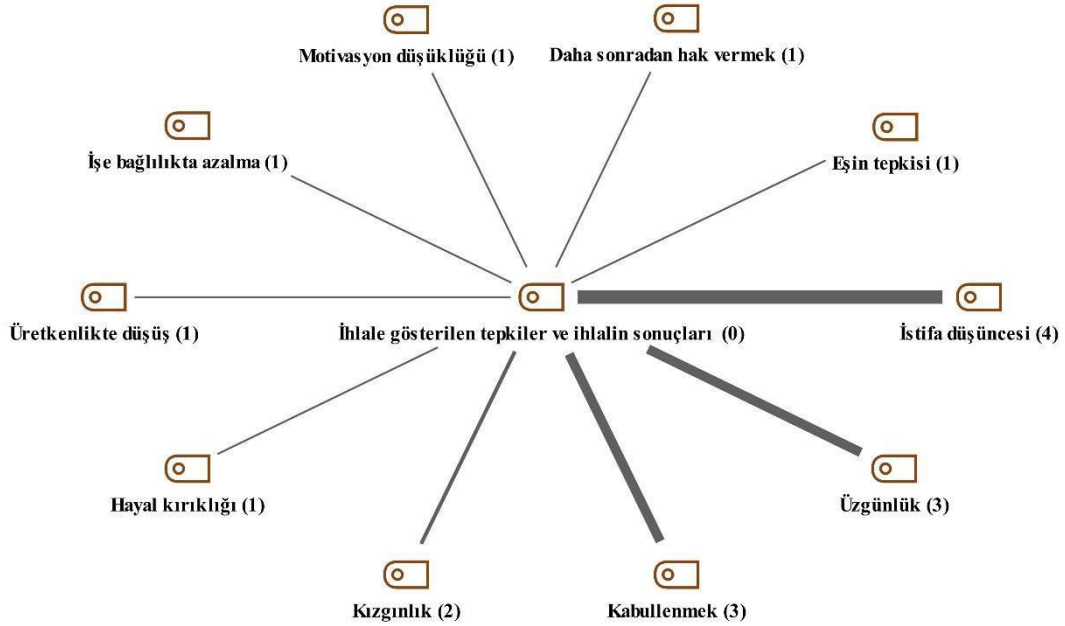 Motivasyon düşüklüğü (1)
Daha sonradan hak vermek (1)
İşe bağlılıkta azalma (1)
Eşin tepkisi (1)
Üretkenlikte düşüş (1)
İhlale gösterilen tepkiler ve ihlalin sonuçları (0)
İstifa düşüncesi (4)
Hayal kırıklığı (1)
Üzgünlük (3)
Kızgınlık (2)
Kabullenmek (3)